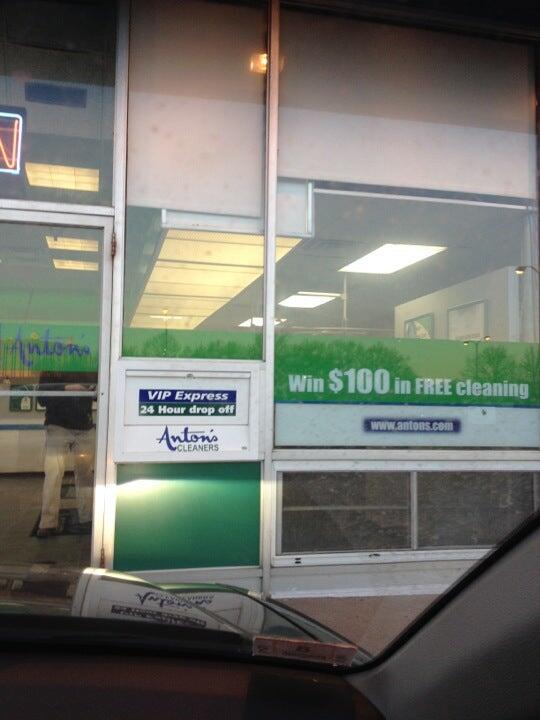 N
Anton's
VIP Express
24 Hour drop off
Anton's
CLEANERS
Win $100 in FREE cleaning
www.antons.com